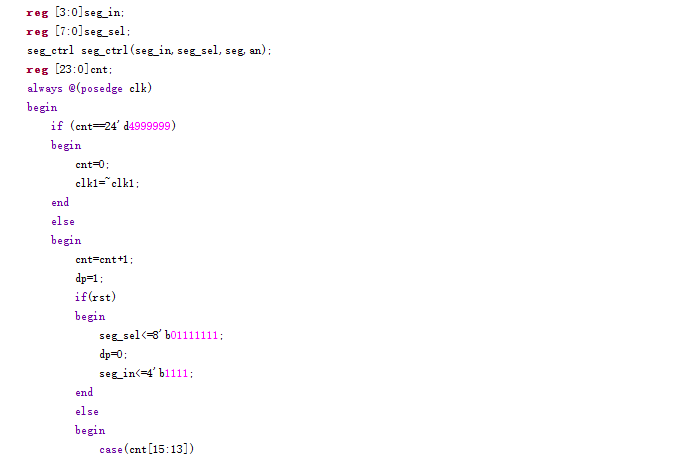 reg [3:0]seg_in;
reg [7:0]seg_sel;
seg_ctrl seg_ctrl(seg_in,seg_sel,seg,an);
reg [23:0]cnt;
always @(posedge clk)
begin
    if (cnt==24'd4999999)
    begin
        cnt=0;
        clk1=~clk1;
    end
    else
    begin
        cnt=cnt+1;
        dp=1;
        if(rst)
        begin
            seg_sel<=8'b01111111;
            dp=0;
            seg_in<=4'b1111;
        end
        else
        begin
            case(cnt[15:13])